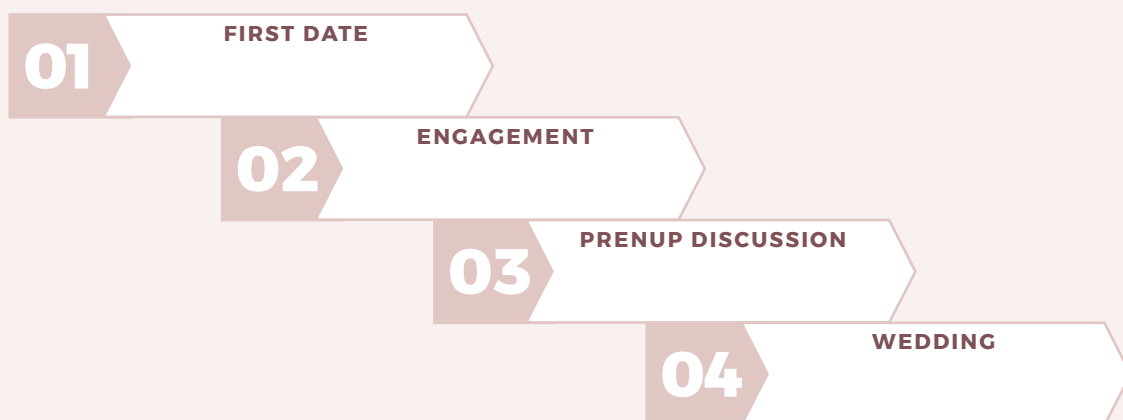 01
FIRST DATE
02
ENGAGEMENT
03
PRENUP DISCUSSION
04
WEDDING